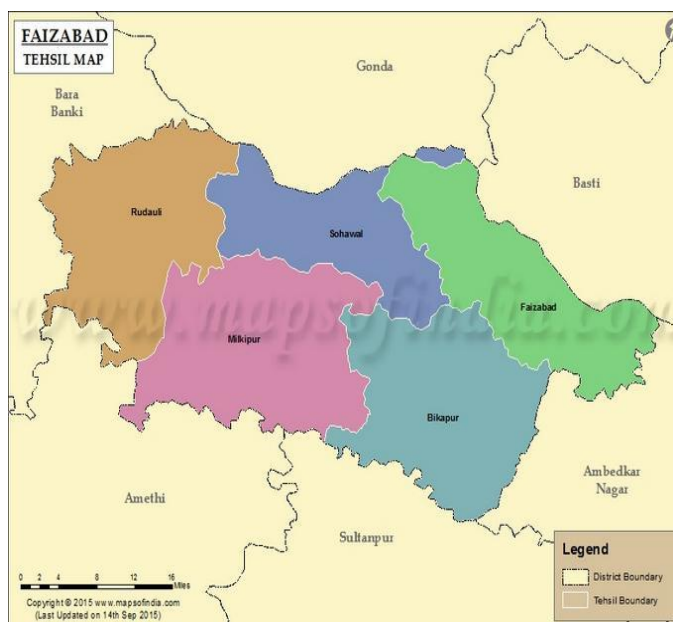 FAIZABAD
TEHSIL MAP
Gonda
Bara
Banki
Basti
Rudauli
Sohawal
Faizabad
www.mapsofindia.com
Milkipur
Bikapur
Ambedkar
Nagar
Amethi
Sultanpur
Legend
District Boundary
Tehsil Boundary
0 2 4 8 12 16
Miles
Copyright © 2015 www.mapsofindia.com
(Last Updated on 14th Sep 2015)